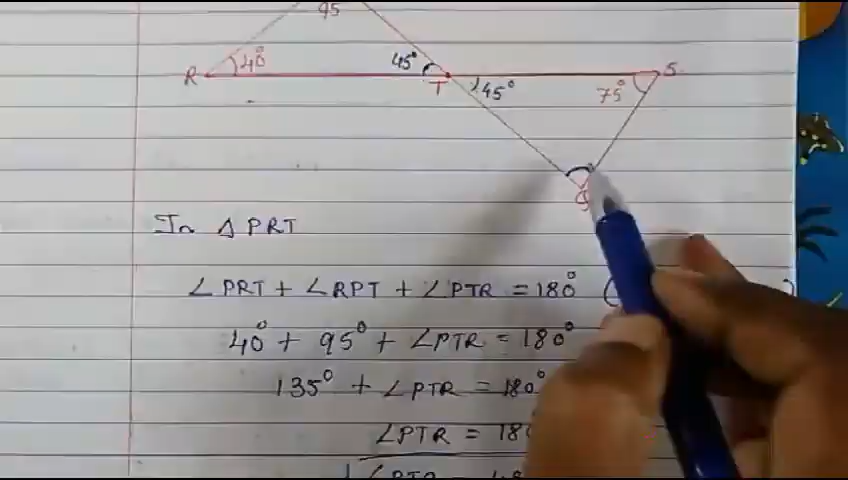 95
R 40° 45° T 45° 75° S
Q
In Δ PRT
∠PRT + ∠RPT + ∠PTR = 180° (
40° + 95° + ∠PTR = 180°
135° + ∠PTR = 180°
∠PTR = 18